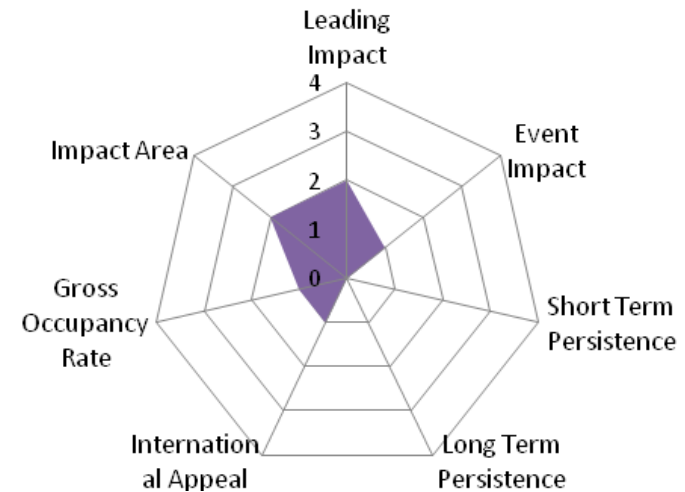 Leading
Impact
4
3
2
1
0
Event
Impact
Short Term
Persistence
Long Term
Persistence
Internation
al Appeal
Gross
Occupancy
Rate
Impact Area